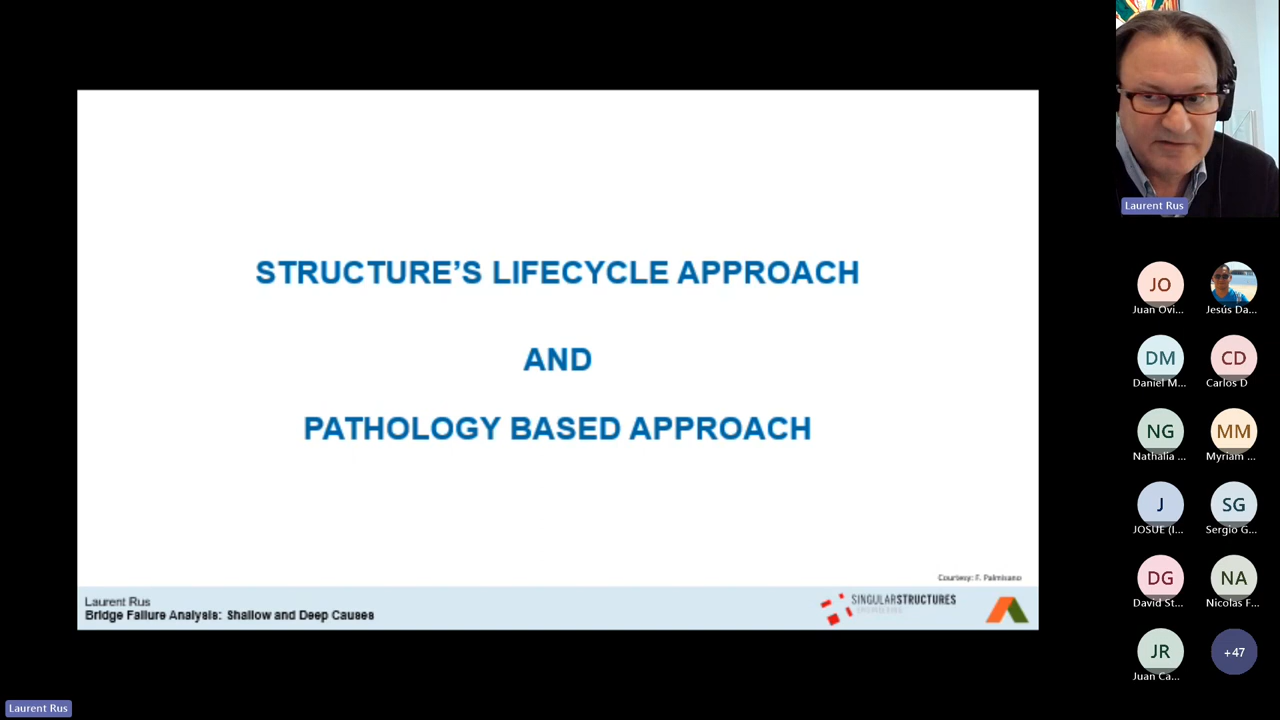 STRUCTURE'S LIFECYCLE APPROACH
AND
PATHOLOGY BASED APPROACH
Courtesy: F. Palmisano
Laurent Rus
Bridge Failure Analysis: Shallow and Deep Causes
SINGULARSTRUCTURES
ENGINEERING
Laurent Rus
JO
Juan Ovi...
Jesús Da...
DM
Daniel M...
CD
Carlos D
NG
Nathalia ...
MM
Myriam ...
J
JOSUE (I...
SG
Sergio G...
DG
David St...
NA
Nicolas F...
JR
Juan Ca...
+47
Laurent Rus